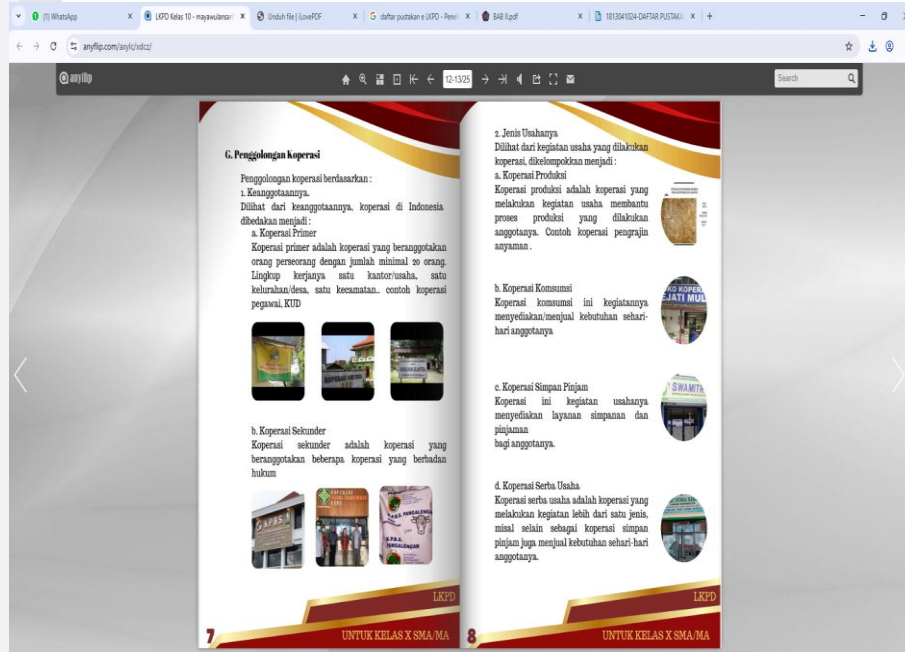 (1) WhatsApp
LKPD Kelas 10 - mayawulansari
Unduh file | iLovePDF
daftar pustakan e LKPD - Penel
BAB II.pdf
1813041024-DAFTAR PUSTAKA
anyflip.com/axylc/xdcz/
anyflip
12-13/25
Search
G. Penggolongan Koperasi
Penggolongan koperasi berdasarkan :
1. Keanggotaannya.
Dilihat dari keanggotaannya, koperasi di Indonesia
dibedakan menjadi :
a. Koperasi Primer
Koperasi primer adalah koperasi yang beranggotakan
orang perseorang dengan jumlah minimal 20 orang.
Lingkup kerjanya satu kantor/usaha, satu
kelurahan/desa, satu kecamatan.. contoh koperasi
pegawai, KUD
b. Koperasi Sekunder
Koperasi sekunder adalah koperasi yang
beranggotakan beberapa koperasi yang berbadan
hukum
KPBS
K.P.B.S. PANGALENGAN
K.P.B.S.
PANGALENGAN
LKPD
7
UNTUK KELAS X SMA/MA
2. Jenis Usahanya
Dilihat dari kegiatan usaha yang dilakukan
koperasi, dikelompokkan menjadi :
a. Koperasi Produksi
Koperasi produksi adalah koperasi yang
melakukan kegiatan usaha membantu
proses produksi yang dilakukan
anggotanya. Contoh koperasi pengrajin
anyaman .
b. Koperasi Komsumsi
Koperasi komsumsi ini kegiatannya
menyediakan/menjual kebutuhan sehari-
hari anggotanya
c. Koperasi Simpan Pinjam
Koperasi ini kegiatan usahanya
menyediakan layanan simpanan dan
pinjaman
bagi anggotanya.
SWAMITR
d. Koperasi Serba Usaha
Koperasi serba usaha adalah koperasi yang
melakukan kegiatan lebih dari satu jenis,
misal selain sebagai koperasi simpan
pinjam juga menjual kebutuhan sehari-hari
anggotanya.
LKPD
8
UNTUK KELAS X SMA/MA